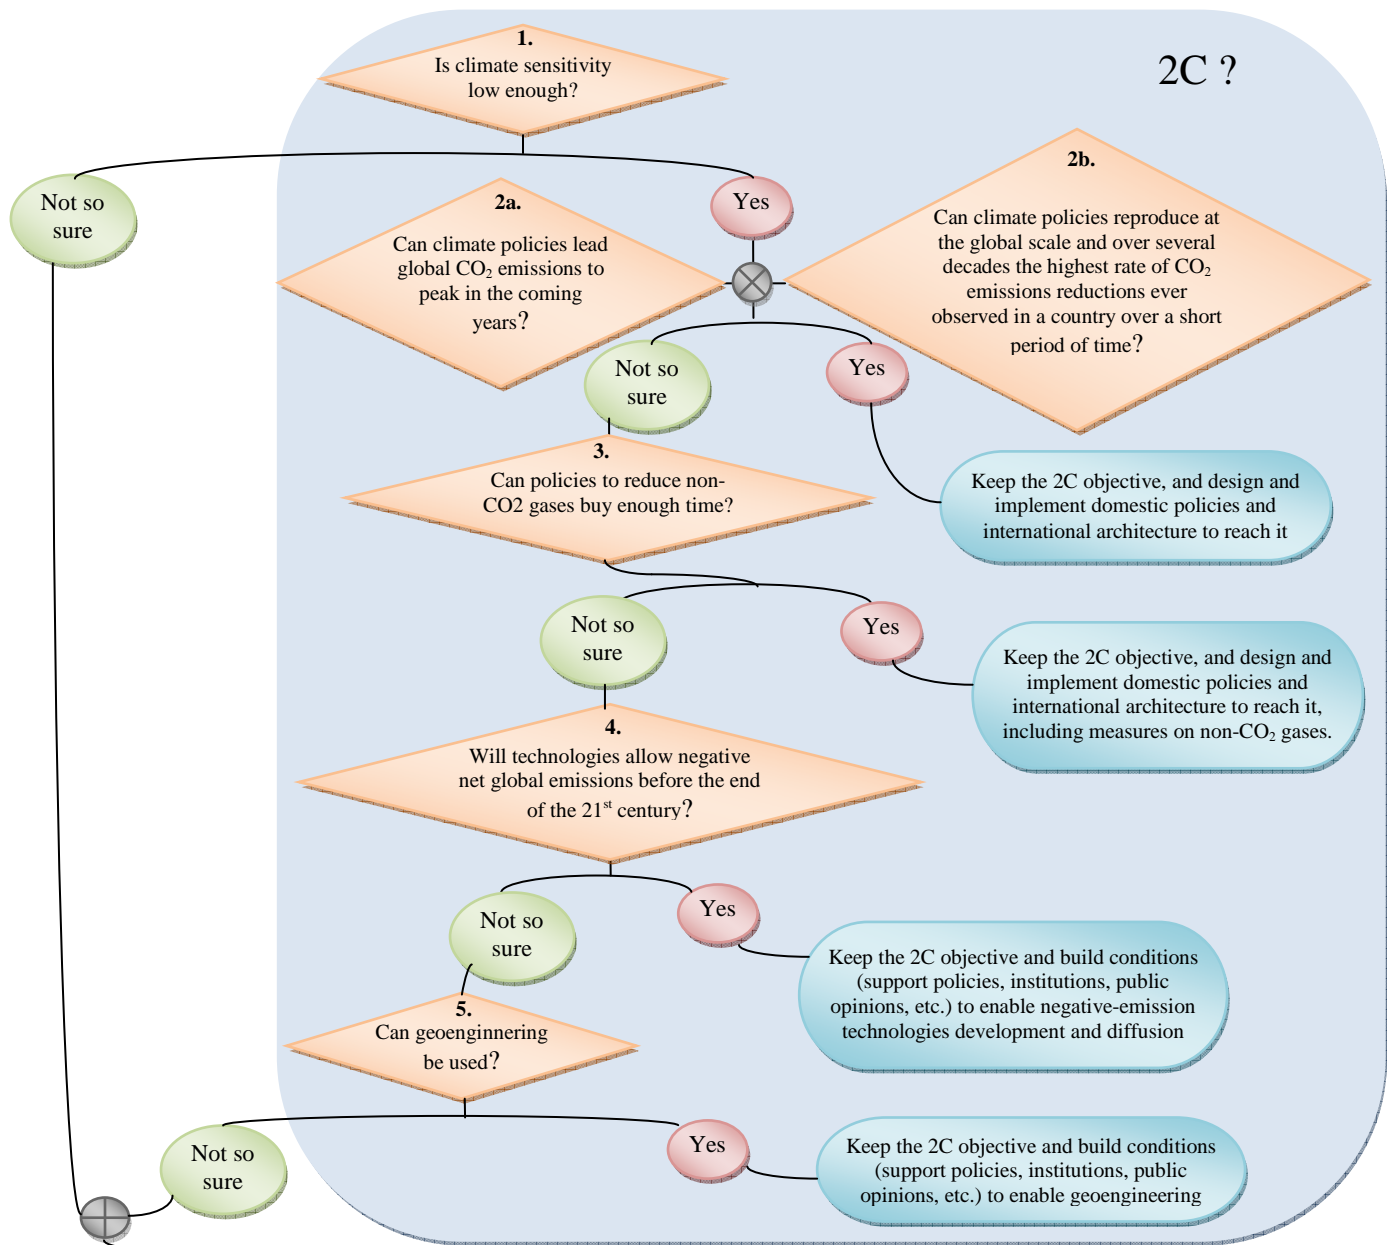 2C ?
1.
Is climate sensitivity
low enough?
Not so
sure
Yes
2a.
Can climate policies lead
global CO₂ emissions to
peak in the coming
years?
2b.
Can climate policies reproduce at
the global scale and over several
decades the highest rate of CO₂
emissions reductions ever
observed in a country over a short
period of time?
Not so
sure
Yes
Keep the 2C objective, and design and
implement domestic policies and
international architecture to reach it
3.
Can policies to reduce non-
CO2 gases buy enough time?
Not so
sure
Yes
Keep the 2C objective, and design and
implement domestic policies and
international architecture to reach it,
including measures on non-CO₂ gases.
4.
Will technologies allow negative
net global emissions before the end
of the 21st century?
Not so
sure
Yes
Keep the 2C objective and build conditions
(support policies, institutions, public
opinions, etc.) to enable negative-emission
technologies development and diffusion
5.
Can geoenginnering
be used?
Not so
sure
Yes
Keep the 2C objective and build conditions
(support policies, institutions, public
opinions, etc.) to enable geoengineering